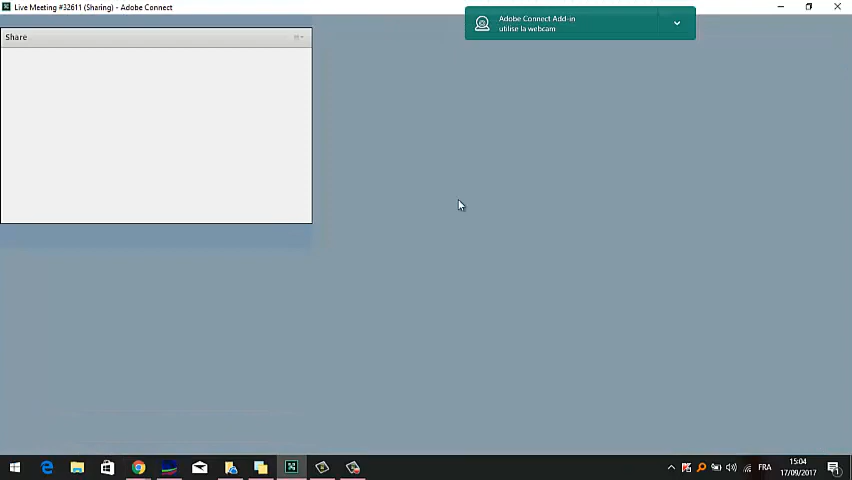 Live Meeting #32611 (Sharing) - Adobe Connect
Adobe Connect Add-in
utilise la webcam
Share
FRA
15:04
17/09/2017